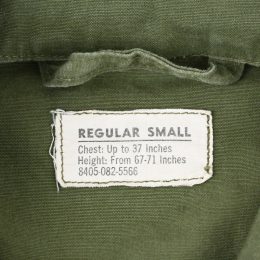 REGULAR SMALL
Chest: Up to 37 Inches
Height: From 67-71 Inches
8405-082-5566